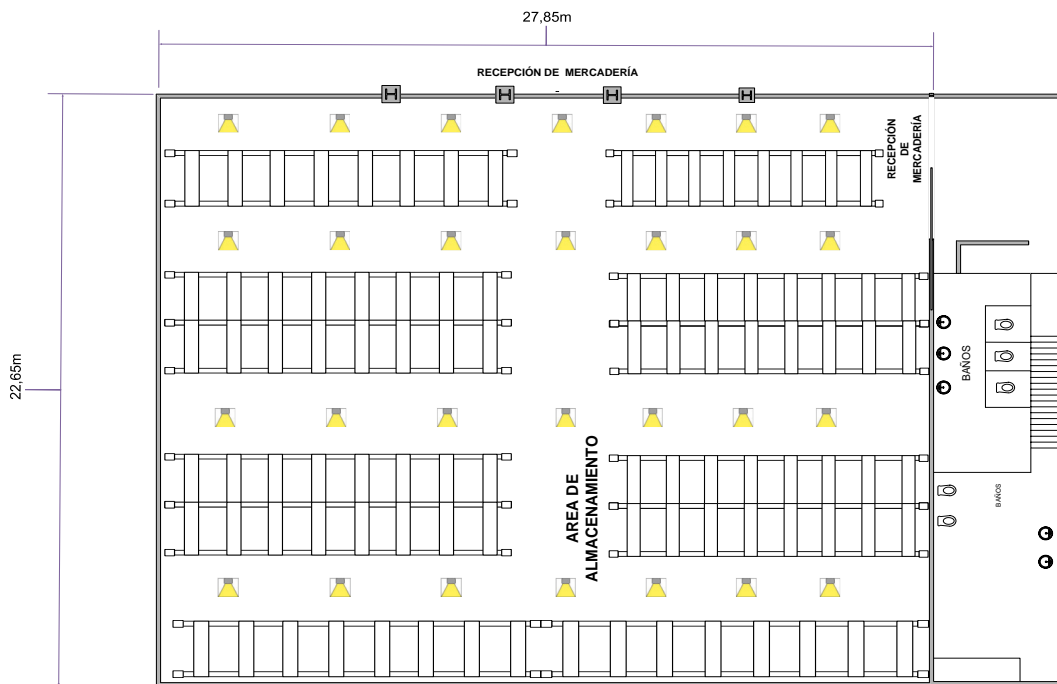 27,85m
RECEPCIÓN DE MERCADERÍA
RECEPCIÓN
DE
MERCADERÍA
22,65m
BAÑOS
AREA DE
ALMACENAMIENTO
BAÑOS